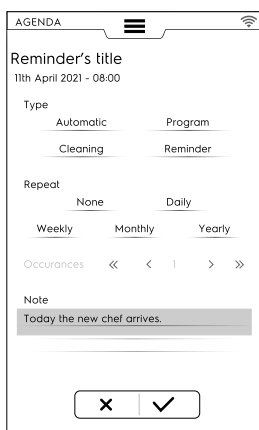 AGENDA
Reminder's title
11th April 2021 - 08:00
Type
Automatic Program
Cleaning Reminder
Repeat
None Daily
Weekly Monthly Yearly
Occurances « < 1 > »
Note
Today the new chef arrives.